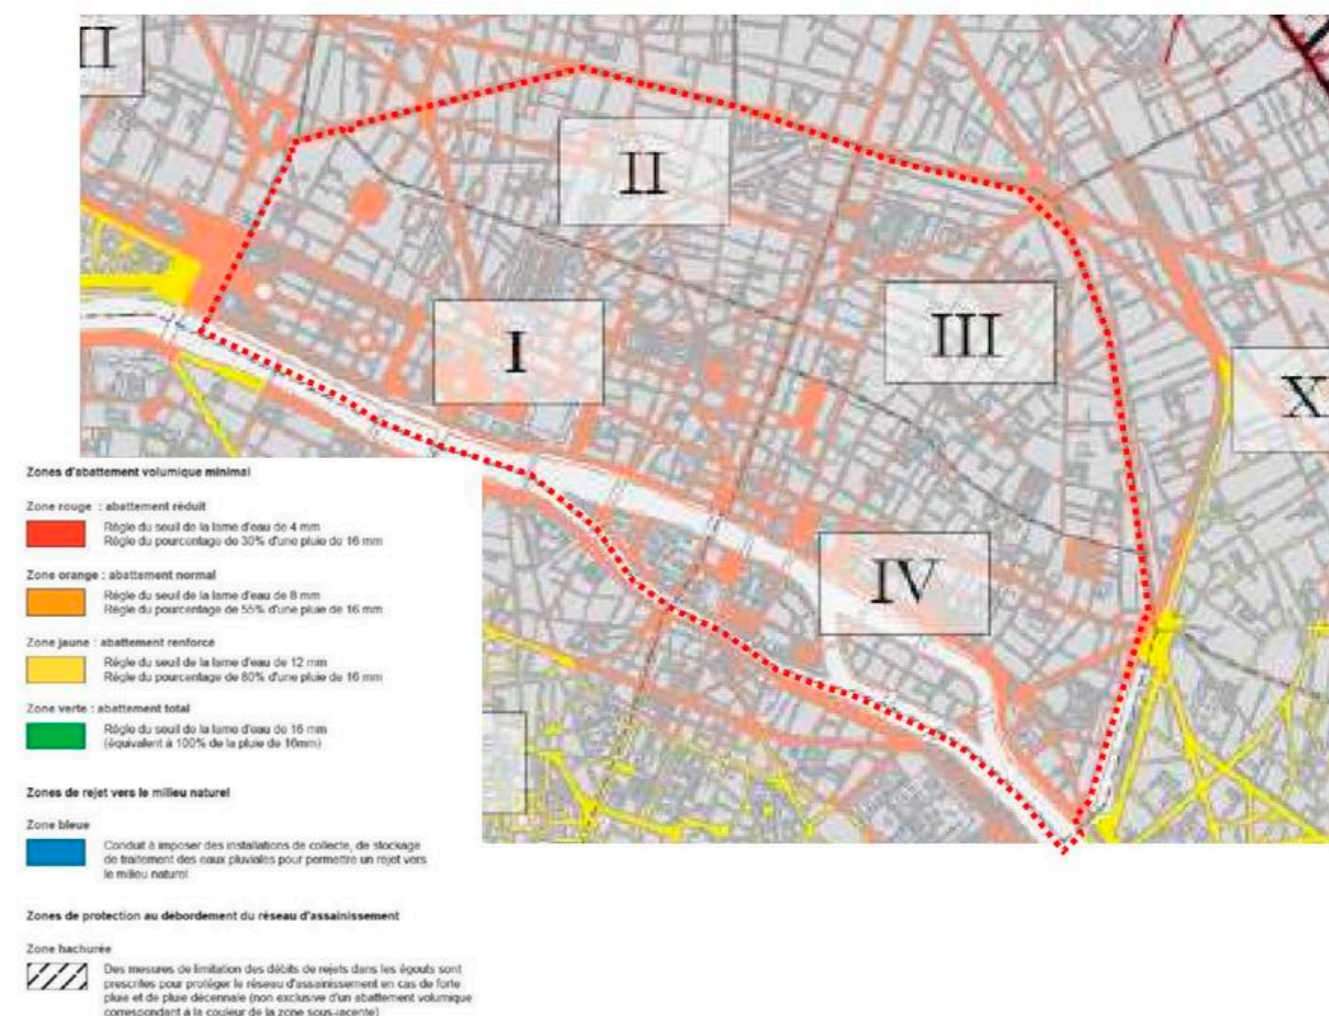 II
II
III
I
X
IV
Zones d'abattement volumique minimal
Zone rouge : abattement réduit
Règle du seuil de la lame d'eau de 4 mm
Règle du pourcentage de 30% d'une pluie de 16 mm
Zone orange : abattement normal
Règle du seuil de la lame d'eau de 8 mm
Règle du pourcentage de 55% d'une pluie de 16 mm
Zone jaune : abattement renforcé
Règle du seuil de la lame d'eau de 12 mm
Règle du pourcentage de 80% d'une pluie de 16 mm
Zone verte : abattement total
Règle du seuil de la lame d'eau de 16 mm
(équivalent à 100% de la pluie de 16mm)
Zones de rejet vers le milieu naturel
Zone bleue
Conduit à imposer des installations de collecte, de stockage
de traitement des eaux pluviales pour permettre un rejet vers
le milieu naturel
Zones de protection au débordement du réseau d'assainissement
Zone hachurée
Des mesures de limitation des débits de rejets dans les égouts sont
prescrites pour protéger le réseau d'assainissement en cas de forte
pluie et de pluie décennale (non exclusive d'un abattement volumique
correspondant à la couleur de la zone sous-jacente)